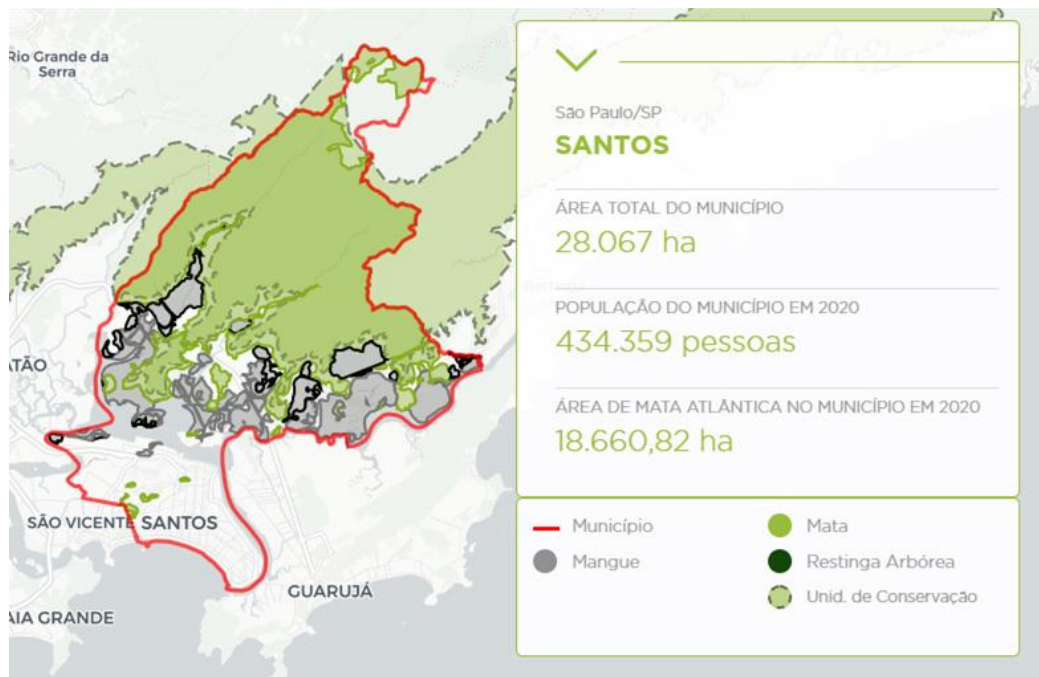 Rio Grande da
Serra
TÃO
SÃO VICENTE
SANTOS
GUARUJÁ
AIA GRANDE
São Paulo/SP
SANTOS
ÁREA TOTAL DO MUNICÍPIO
28.067 ha
POPULAÇÃO DO MUNICÍPIO EM 2020
434.359 pessoas
ÁREA DE MATA ATLÂNTICA NO MUNICÍPIO EM 2020
18.660,82 ha
Município
Mata
Mangue
Restinga Arbórea
Unid. de Conservação